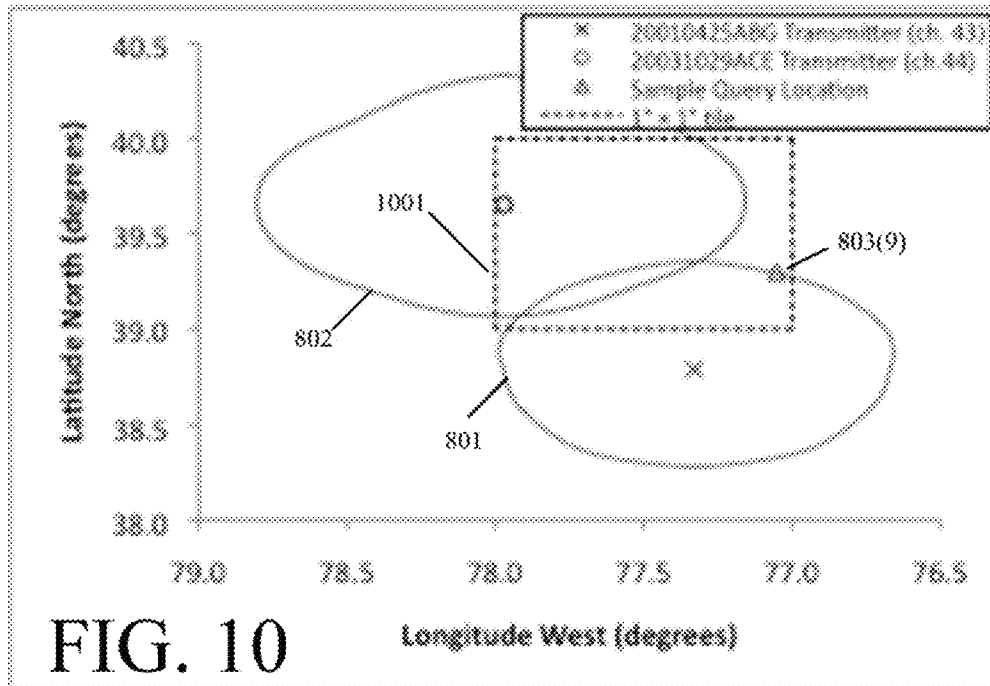 20010425ABG Transmitter (ch. 43)
20031029ACE Transmitter (ch.44)
Sample Query Location
1° × 1° tile
Latitude North (degrees)
40.5
40.0
39.5
39.0
38.5
38.0
1001
803(9)
802
801
79.0 78.5 78.0 77.5 77.0 76.5
Longitude West (degrees)
FIG. 10